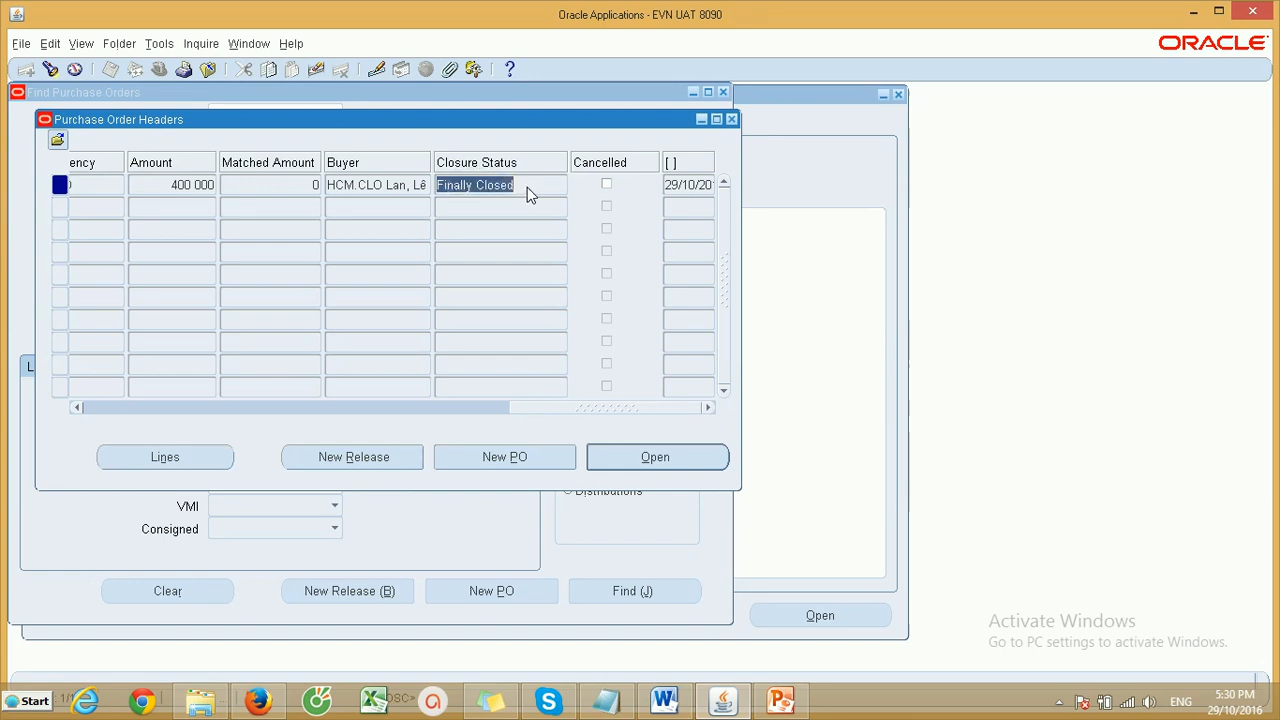 Oracle Applications - EVN UAT 8090
File Edit View Folder Tools Inquire Window Help
ORACLE
Find Purchase Orders
Purchase Order Headers
ency Amount Matched Amount Buyer Closure Status Cancelled [ ]
400 000 0 HCM.CLO Lan, Lê Finally Closed 29/10/20
L
Lines New Release New PO Open
Distributions
VMI
Consigned
Clear New Release (B) New PO Find (J)
Open
Activate Windows
Go to PC settings to activate Windows.
Start
ENG
5:30 PM
29/10/2016